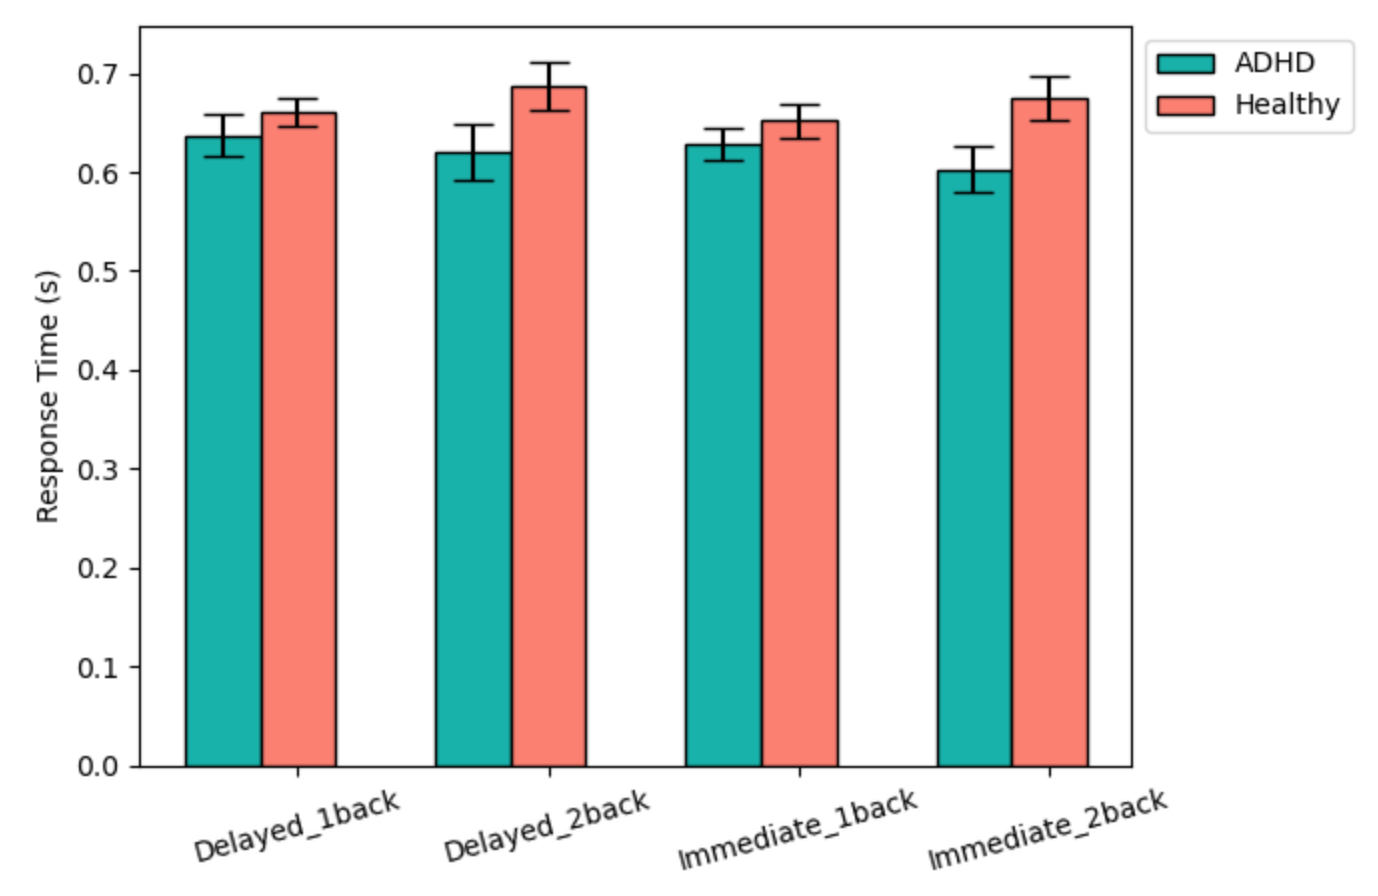 0.7
0.6
0.5
0.4
0.3
0.2
0.1
0.0
Response Time (s)
Delayed_1back
Delayed_2back
Immediate_1back
Immediate_2back
ADHD
Healthy